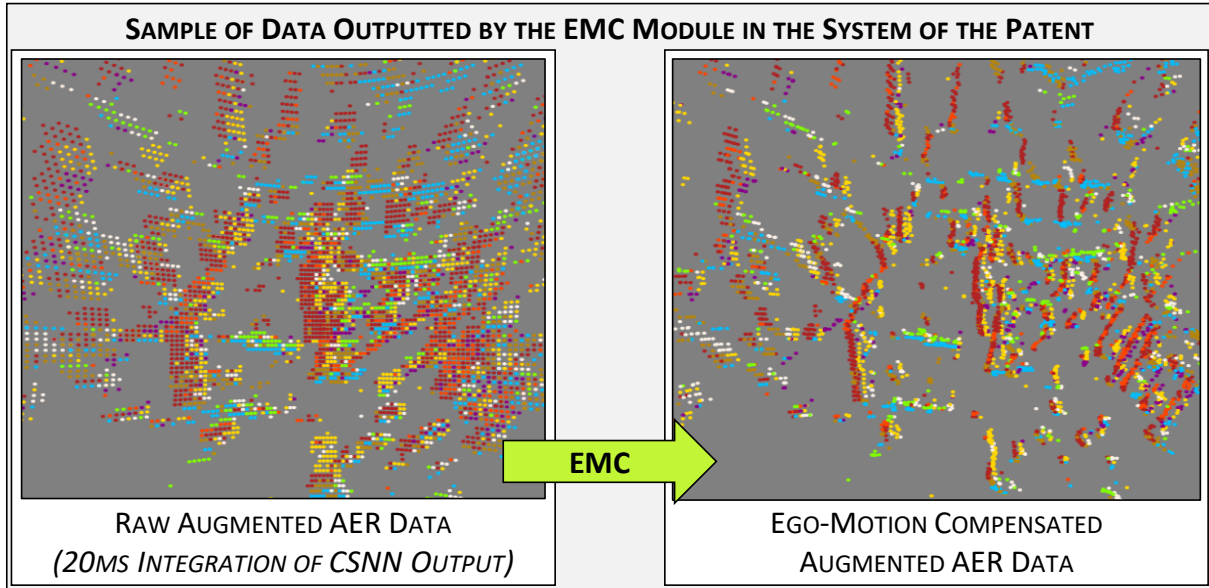 SAMPLE OF DATA OUTPUTTED BY THE EMC MODULE IN THE SYSTEM OF THE PATENT
EMC
RAW AUGMENTED AER DATA
(20MS INTEGRATION OF CSNN OUTPUT)
EGO-MOTION COMPENSATED
AUGMENTED AER DATA